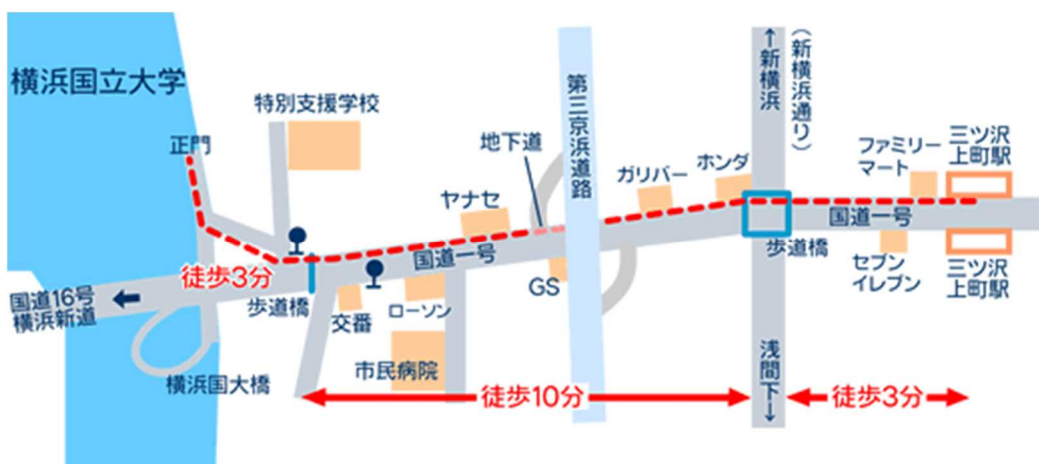 横浜国立大学
正門
特別支援学校
地下道
ヤナセ
第三京浜道路
ガリバー
ホンダ
↑新横浜
(新横浜通り)
ファミリー
マート
三ツ沢
上町駅
国道一号
国道一号
歩道橋
セブン
イレブン
三ツ沢
上町駅
徒歩3分
国道16号
横浜新道
←
歩道橋
交番
ローソン
GS
市民病院
横浜国大橋
浅間下→
徒歩10分
徒歩3分